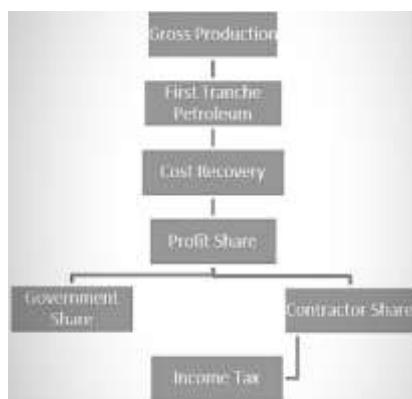 Gross Production
First Tranche
Petroleum
Cost Recovery
Profit Share
Government
Share
Contractor Share
Income Tax